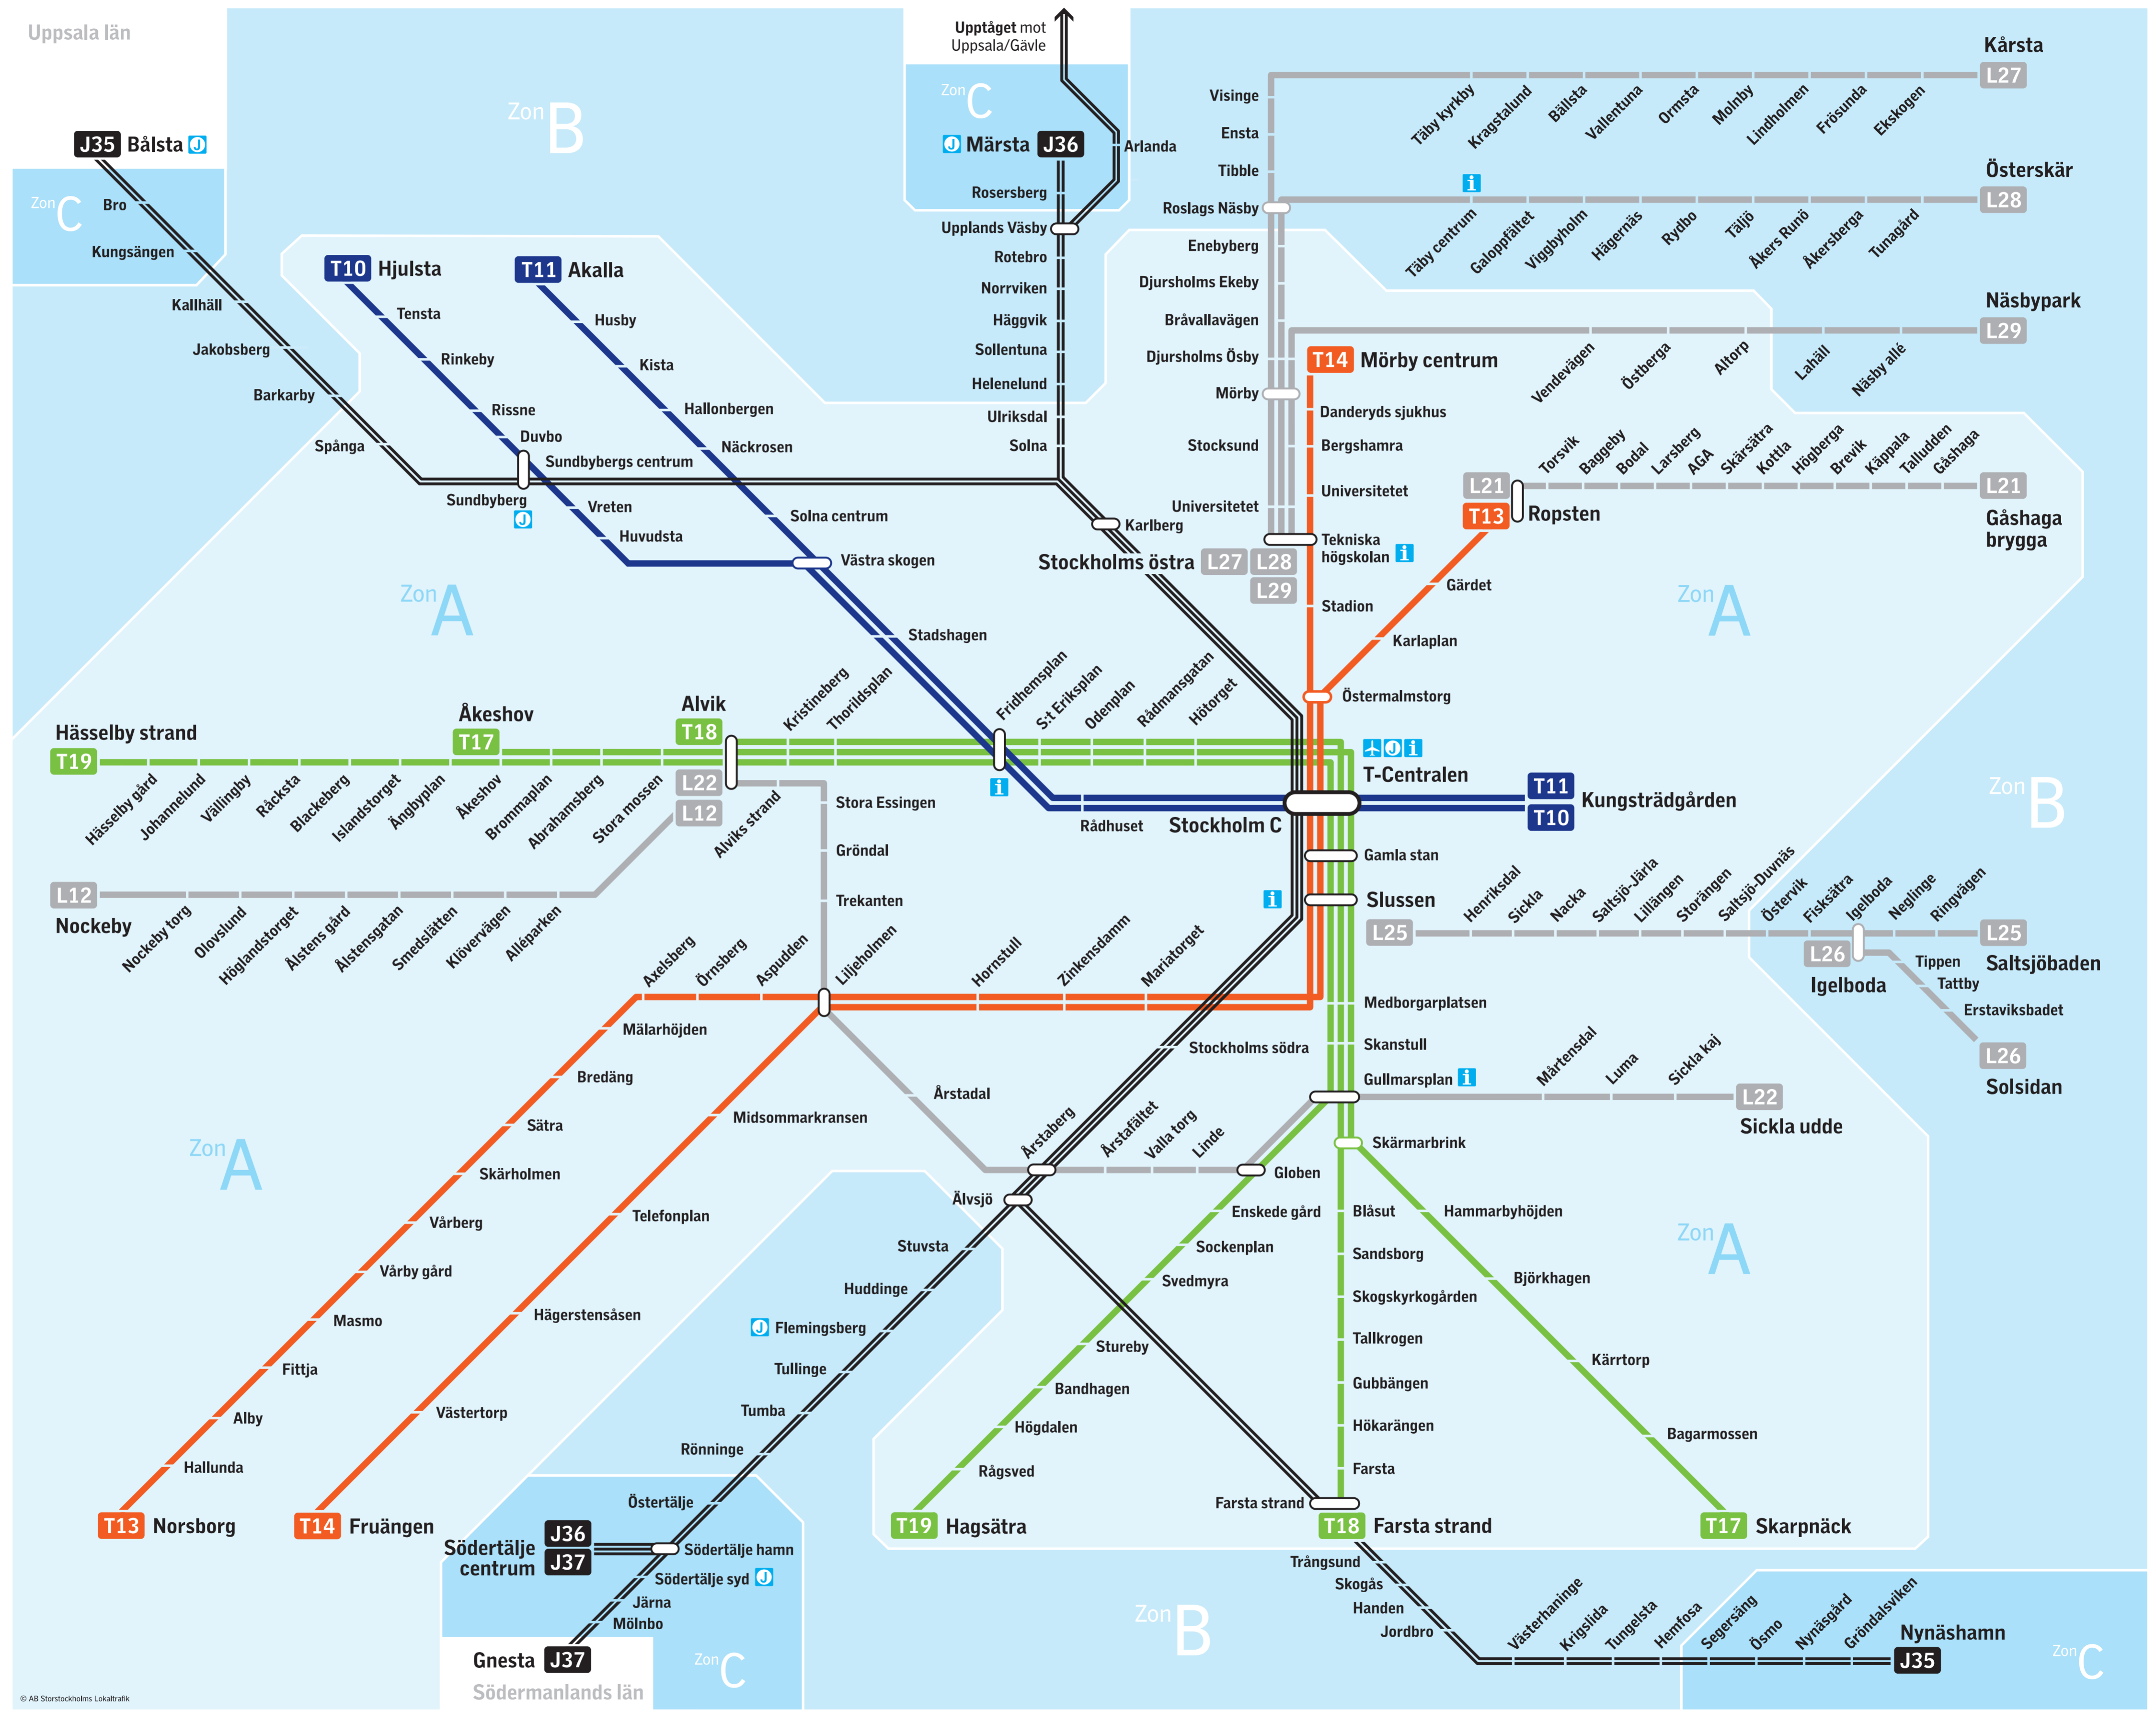 Uppsala län
Upptåget mot
Uppsala/Gävle
Zon B
Zon C
J35 Bålsta J
Zon C
Bro
Kungsängen
Kallhäll
Jakobsberg
Barkarby
Spånga
Sundbyberg
J
T10 Hjulsta
Tensta
Rinkeby
Rissne
Duvbo
Sundbybergs centrum
Vreten
Huvudsta
T11 Akalla
Husby
Kista
Hallonbergen
Näckrosen
Solna centrum
Västra skogen
Stadshagen
J Märsta J36
Arlanda
Rosersberg
Upplands Väsby
Rotebro
Norrviken
Häggvik
Sollentuna
Helenelund
Ulriksdal
Solna
Karlberg
Kårsta
L27
Visinge
Ensta
Tibble
Roslags Näsby
Enebyberg
Djursholms Ekeby
Bråvallavägen
Djursholms Ösby
Mörby
Stocksund
Universitetet
Stockholms östra L27 L28
L29
Täby kyrkby
Kragstalund
Bällsta
Vallentuna
Ormsta
Molnby
Lindholmen
Frösunda
Ekskogen
Österskär
L28
i
Täby centrum
Galoppfältet
Viggbyholm
Hägernäs
Rydbo
Täljö
Åkers Runö
Åkersberga
Tunagård
Näsbypark
L29
Vendevägen
Östberga
Altorp
Lahäll
Näsby allé
T14 Mörby centrum
Danderyds sjukhus
Bergshamra
Universitetet
Tekniska
högskolan i
Stadion
Östermalmstorg
L21
T13 Ropsten
Gärdet
Karlaplan
Torsvik
Baggeby
Bodal
Larsberg
AGA
Skärsätra
Kottla
Högberga
Brevik
Käppala
Talludden
Gåshaga
L21
Gåshaga
brygga
Zon A
Zon A
Hässelby strand
T19
Åkeshov
T17
Alvik
T18
L22
L12
Hässelby gård
Johannelund
Vällingby
Råcksta
Blackeberg
Islandstorget
Ängbyplan
Åkeshov
Brommaplan
Abrahamsberg
Stora mossen
Kristineberg
Thorildsplan
Fridhemsplan
S:t Eriksplan
Odenplan
Rådmansgatan
Hötorget
i
Rådhuset
Stockholm C
J i
T-Centralen
T11
T10
Kungsträdgården
Zon B
Gamla stan
i
Slussen
L12
Nockeby
Nockeby torg
Olovslund
Höglandstorget
Ålstens gård
Ålstensgatan
Smedslätten
Klövervägen
Alléparken
Alviks strand
Stora Essingen
Gröndal
Trekanten
Liljeholmen
Axelsberg
Örnsberg
Aspudden
Hornstull
Zinkensdamm
Mariatorget
L25
Henriksdal
Sickla
Nacka
Saltsjö-Järla
Lillängen
Storängen
Saltsjö-Duvnäs
Östervik
Fisksätra
Igelboda
Neglinge
Ringvägen
L25
Saltsjöbaden
L26
Igelboda
Tippen
Tattby
Erstaviksbadet
L26
Solsidan
Medborgarplatsen
Skanstull
Gullmarsplan i
Mårtensdal
Luma
Sickla kaj
L22
Sickla udde
Skärmarbrink
Stockholms södra
Årstadal
Årstaberg
Årstafältet
Valla torg
Linde
Globen
Älvsjö
Mälarhöjden
Bredäng
Sätra
Skärholmen
Vårberg
Vårby gård
Masmo
Fittja
Alby
Hallunda
T13 Norsborg
Zon A
Midsommarkransen
Telefonplan
Hägerstensåsen
Västertorp
T14 Fruängen
Stuvsta
Huddinge
J Flemingsberg
Tullinge
Tumba
Rönninge
Östertälje
Södertälje
centrum
J36
J37
Södertälje hamn
Södertälje syd J
Järna
Mölnbo
Gnesta J37
Södermanlands län
Zon C
Enskede gård
Sockenplan
Svedmyra
Stureby
Bandhagen
Högdalen
Rågsved
T19 Hagsätra
Blåsut
Sandsborg
Skogskyrkogården
Tallkrogen
Gubbängen
Hökarängen
Farsta
Farsta strand
T18 Farsta strand
Hammarbyhöjden
Björkhagen
Kärrtorp
Bagarmossen
T17 Skarpnäck
Zon A
Zon B
Trångsund
Skogås
Handen
Jordbro
Västerhaninge
Krigslida
Tungelsta
Hemfosa
Segersäng
Ösmo
Nynäsgård
Gröndalsviken
Nynäshamn
J35
Zon C
© AB Storstockholms Lokaltrafik